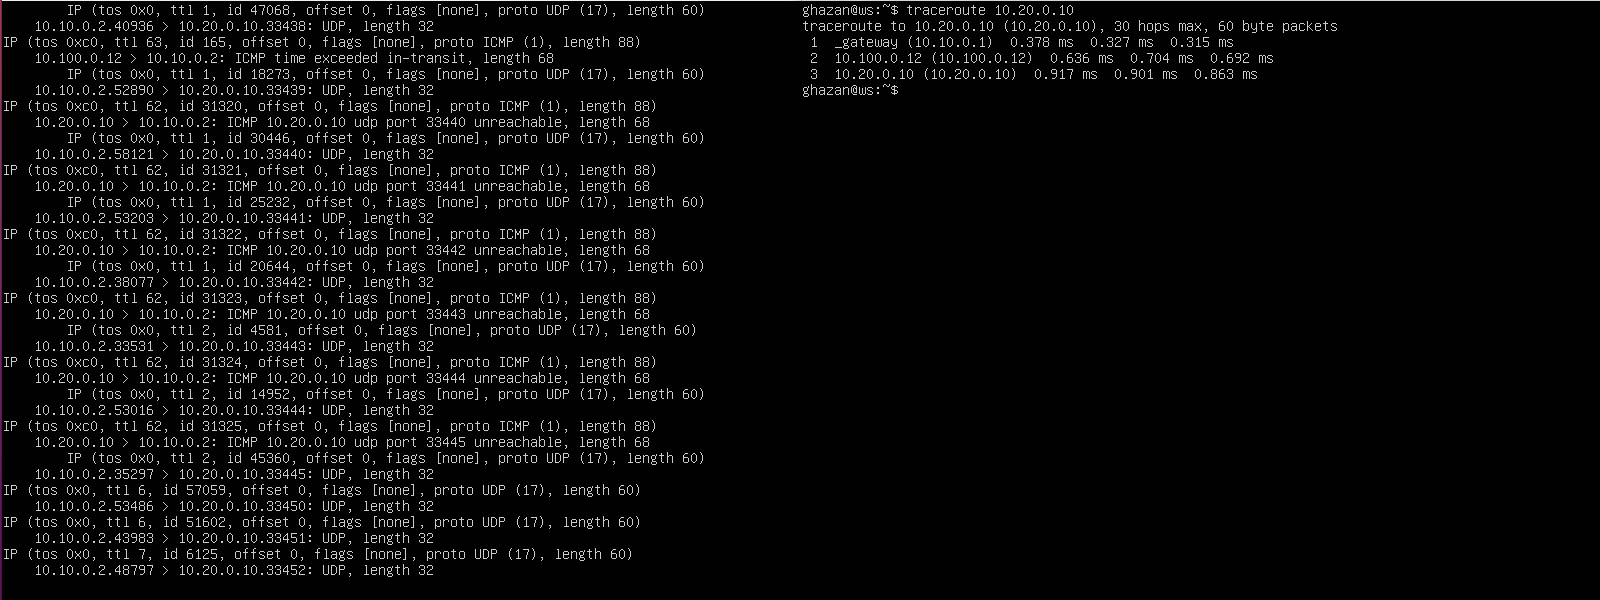 IP (tos 0x0, ttl 1, id 47068, offset 0, flags [none], proto UDP (17), length 60)
10.10.0.2.40936 > 10.20.0.10.33438: UDP, length 32
IP (tos 0xc0, ttl 63, id 165, offset 0, flags [none], proto ICMP (1), length 88)
10.100.0.12 > 10.10.0.2: ICMP time exceeded in-transit, length 68
IP (tos 0x0, ttl 1, id 18273, offset 0, flags [none], proto UDP (17), length 60)
10.10.0.2.52890 > 10.20.0.10.33439: UDP, length 32
IP (tos 0xc0, ttl 62, id 31320, offset 0, flags [none], proto ICMP (1), length 88)
10.20.0.10 > 10.10.0.2: ICMP 10.20.0.10 udp port 33440 unreachable, length 68
IP (tos 0x0, ttl 1, id 30446, offset 0, flags [none], proto UDP (17), length 60)
10.10.0.2.58121 > 10.20.0.10.33440: UDP, length 32
IP (tos 0xc0, ttl 62, id 31321, offset 0, flags [none], proto ICMP (1), length 88)
10.20.0.10 > 10.10.0.2: ICMP 10.20.0.10 udp port 33441 unreachable, length 68
IP (tos 0x0, ttl 1, id 25232, offset 0, flags [none], proto UDP (17), length 60)
10.10.0.2.53203 > 10.20.0.10.33441: UDP, length 32
IP (tos 0xc0, ttl 62, id 31322, offset 0, flags [none], proto ICMP (1), length 88)
10.20.0.10 > 10.10.0.2: ICMP 10.20.0.10 udp port 33442 unreachable, length 68
IP (tos 0x0, ttl 1, id 20644, offset 0, flags [none], proto UDP (17), length 60)
10.10.0.2.38077 > 10.20.0.10.33442: UDP, length 32
IP (tos 0xc0, ttl 62, id 31323, offset 0, flags [none], proto ICMP (1), length 88)
10.20.0.10 > 10.10.0.2: ICMP 10.20.0.10 udp port 33443 unreachable, length 68
IP (tos 0x0, ttl 2, id 4581, offset 0, flags [none], proto UDP (17), length 60)
10.10.0.2.33531 > 10.20.0.10.33443: UDP, length 32
IP (tos 0xc0, ttl 62, id 31324, offset 0, flags [none], proto ICMP (1), length 88)
10.20.0.10 > 10.10.0.2: ICMP 10.20.0.10 udp port 33444 unreachable, length 68
IP (tos 0x0, ttl 2, id 14952, offset 0, flags [none], proto UDP (17), length 60)
10.10.0.2.53016 > 10.20.0.10.33444: UDP, length 32
IP (tos 0xc0, ttl 62, id 31325, offset 0, flags [none], proto ICMP (1), length 88)
10.20.0.10 > 10.10.0.2: ICMP 10.20.0.10 udp port 33445 unreachable, length 68
IP (tos 0x0, ttl 2, id 45360, offset 0, flags [none], proto UDP (17), length 60)
10.10.0.2.35297 > 10.20.0.10.33445: UDP, length 32
IP (tos 0x0, ttl 6, id 57059, offset 0, flags [none], proto UDP (17), length 60)
10.10.0.2.53486 > 10.20.0.10.33450: UDP, length 32
IP (tos 0x0, ttl 6, id 51602, offset 0, flags [none], proto UDP (17), length 60)
10.10.0.2.43983 > 10.20.0.10.33451: UDP, length 32
IP (tos 0x0, ttl 7, id 6125, offset 0, flags [none], proto UDP (17), length 60)
10.10.0.2.48797 > 10.20.0.10.33452: UDP, length 32
ghazan@ws:~$ traceroute 10.20.0.10
traceroute to 10.20.0.10 (10.20.0.10), 30 hops max, 60 byte packets
1 _gateway (10.10.0.1) 0.378 ms 0.327 ms 0.315 ms
2 10.100.0.12 (10.100.0.12) 0.636 ms 0.704 ms 0.692 ms
3 10.20.0.10 (10.20.0.10) 0.917 ms 0.901 ms 0.863 ms
ghazan@ws:~$